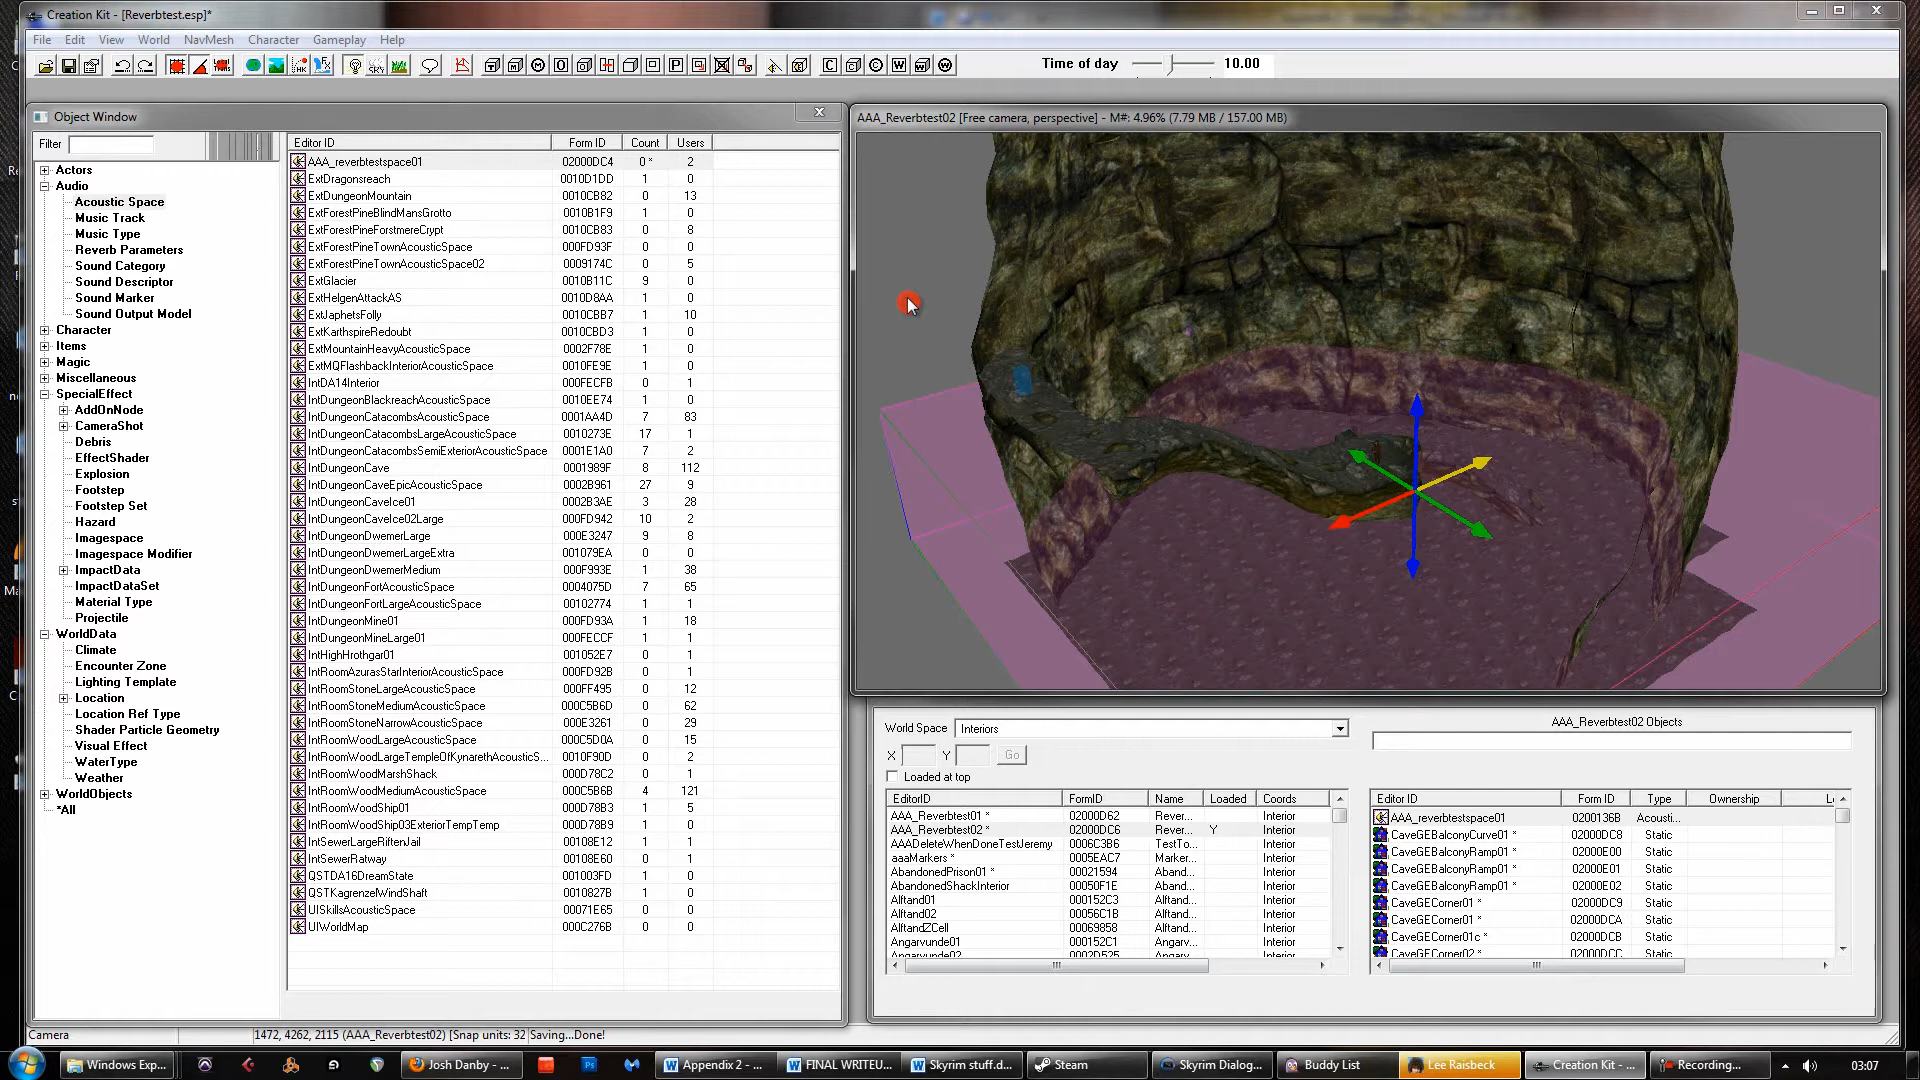 Creation Kit - [Reverbtest.esp]*
File Edit View World NavMesh Character Gameplay Help
Time of day 10.00
Object Window
Filter
Actors
Audio
Acoustic Space
Music Track
Music Type
Reverb Parameters
Sound Category
Sound Descriptor
Sound Marker
Sound Output Model
Character
Items
Magic
Miscellaneous
SpecialEffect
AddOnNode
CameraShot
Debris
EffectShader
Explosion
Footstep
Footstep Set
Hazard
Imagespace
Imagespace Modifier
ImpactData
ImpactDataSet
Material Type
Projectile
WorldData
Climate
Encounter Zone
Lighting Template
Location
Location Ref Type
Shader Particle Geometry
Visual Effect
WaterType
Weather
WorldObjects
*All
Editor ID Form ID Count Users
AAA_reverbtestspace01 02000DC4 0 * 2
ExtDragonsreach 0010D1DD 1 0
ExtDungeonMountain 0010CB82 1 13
ExtForestPineBlindMansGrotto 0010B1F9 1 0
ExtForestPineForstmereCrypt 0010CB83 1 8
ExtForestPineTownAcousticSpace 000FD93F 0 0
ExtForestPineTownAcousticSpace02 0009174C 0 5
ExtGlacier 0010B11C 9 0
ExtHelgenAttackAS 0010D8AA 1 0
ExtJaphetsFolly 0010CBB7 1 10
ExtKarthspireRedoubt 0010CBD3 1 0
ExtMountainHeavyAcousticSpace 0002F78E 1 0
ExtMQFlashbackInteriorAcousticSpace 0010FE9E 1 0
IntDA14Interior 000FECFB 0 1
IntDungeonBlackreachAcousticSpace 0010EE74 1 0
IntDungeonCatacombsAcousticSpace 0001AA4D 7 83
IntDungeonCatacombsLargeAcousticSpace 0010273E 17 1
IntDungeonCatacombsSemiExteriorAcousticSpace 0001E1A0 7 2
IntDungeonCave 0001989F 8 112
IntDungeonCaveEpicAcousticSpace 0002B961 27 9
IntDungeonCaveIce01 0002B3AE 3 28
IntDungeonCaveIce02Large 000FD942 10 2
IntDungeonDwemerLarge 000E3247 9 8
IntDungeonDwemerLargeExtra 001079EA 0 0
IntDungeonDwemerMedium 000F993E 1 38
IntDungeonFortAcousticSpace 0004075D 7 65
IntDungeonFortLargeAcousticSpace 00102774 1 1
IntDungeonMine01 000FD93A 1 18
IntDungeonMineLarge01 000FECCF 1 1
IntHighHrothgar01 001052E7 0 1
IntRoomAzurasStarInteriorAcousticSpace 000FD92B 0 1
IntRoomStoneLargeAcousticSpace 000FF495 0 12
IntRoomStoneMediumAcousticSpace 000C5B6D 0 62
IntRoomStoneNarrowAcousticSpace 000E3261 0 29
IntRoomWoodLargeAcousticSpace 000C5D0A 0 15
IntRoomWoodLargeTempleOfKynarethAcousticS... 0010F90D 0 2
IntRoomWoodMarshShack 000D78C2 0 1
IntRoomWoodMediumAcousticSpace 000C5B6B 4 121
IntRoomWoodShip01 000D78B3 1 5
IntRoomWoodShip03ExteriorTempTemp 000D78B9 1 0
IntSewerLargeRiftenJail 00108E12 1 1
IntSewerRatway 00108E60 0 1
QSTDA16DreamState 001003FD 1 0
QSTKagrenzelWindShaft 0010827B 1 0
UISkillsAcousticSpace 00071E65 0 0
UIWorldMap 000C276B 0 0
AAA_Reverbtest02 [Free camera, perspective] - M#: 4.96% (7.79 MB / 157.00 MB)
World Space Interiors
X Y Go
Loaded at top
EditorID FormID Name Loaded Coords
AAA_Reverbtest01 * 02000D62 Rever... Interior
AAA_Reverbtest02 * 02000DC6 Rever... Y Interior
AAADeleteWhenDoneTestJeremy 0006C3B6 TestTo... Interior
aaaMarkers * 0005EAC7 Marker... Interior
AbandonedPrison01 * 00021594 Aband... Interior
AbandonedShackInterior 00050F1E Aband... Interior
Alftand01 000152C3 Alftand... Interior
Alftand02 00056C1B Alftand... Interior
AlftandZCell 00069858 Alftand... Interior
Angarvunde01 000152C1 Angarv... Interior
Angarvunde02 0002D525 Angarv... Interior
AAA_Reverbtest02 Objects
Editor ID Form ID Type Ownership
AAA_reverbtestspace01 0200136B Acousti...
CaveGEBalconyCurve01 * 02000DC8 Static
CaveGEBalconyRamp01 * 02000E00 Static
CaveGEBalconyRamp01 * 02000E01 Static
CaveGEBalconyRamp01 * 02000E02 Static
CaveGECorner01 * 02000DC9 Static
CaveGECorner01 * 02000DCA Static
CaveGECorner01c * 02000DCB Static
CaveGECorner02 * 02000DCC Static
Camera 1472, 4262, 2115 (AAA_Reverbtest02) [Snap units: 32 Saving...Done!
Windows Exp... Josh Danby - ... Appendix 2 - ... FINAL WRITEU... Skyrim stuff.d... Steam Skyrim Dialog... Buddy List Lee Raisbeck Creation Kit - ... Recording... 03:07